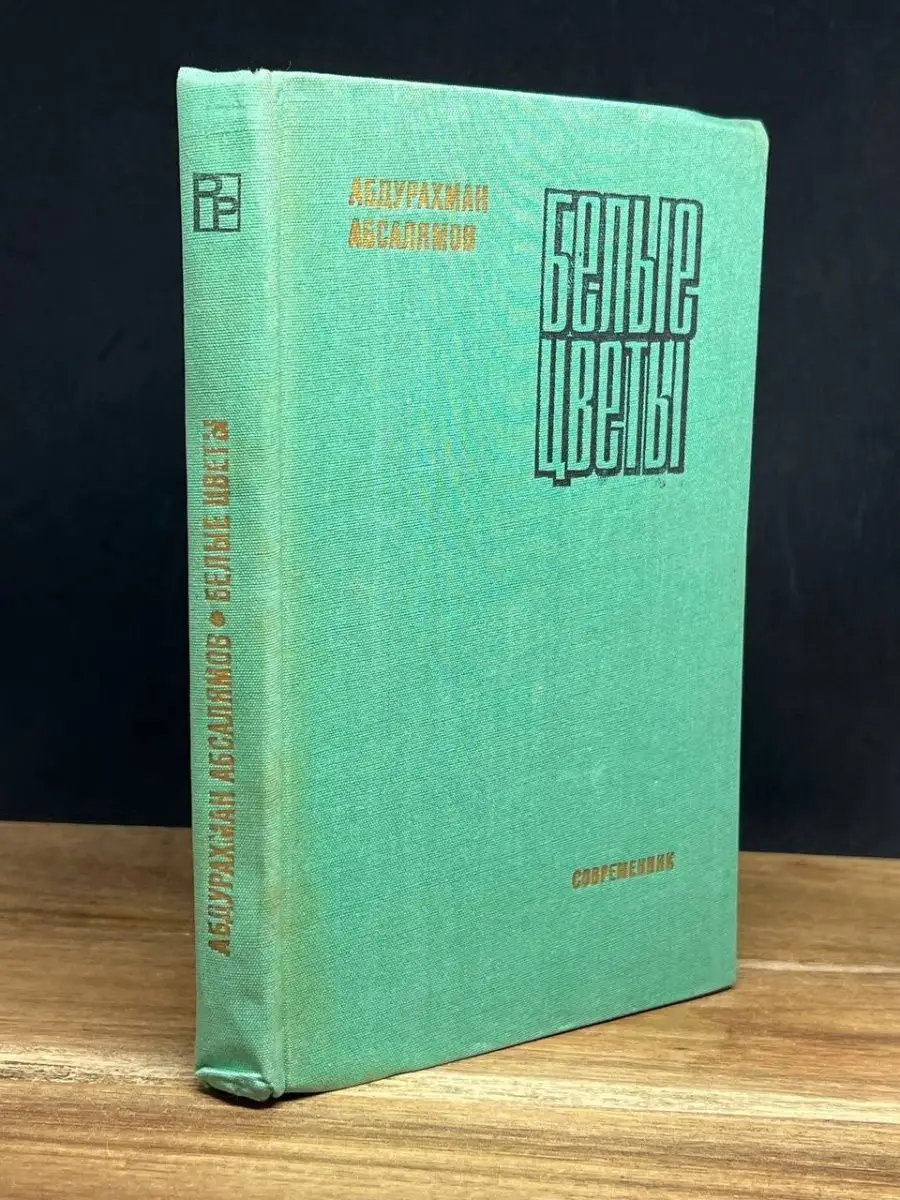 АБДУРАХМАН
АБСАЛЯМОВ
БЕЛЫЕ
ЦВЕТЫ
СОВРЕМЕННИК
АБДУРАХМАН АБСАЛЯМОВ • БЕЛЫЕ ЦВЕТЫ